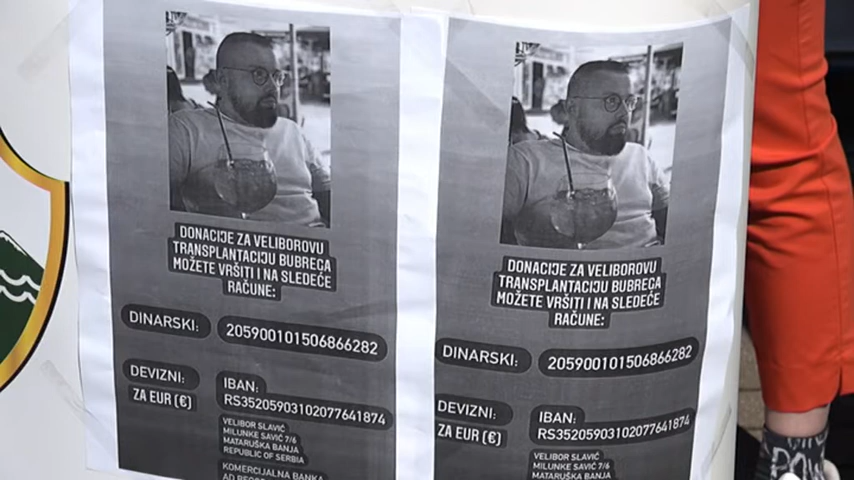 DONACIJE ZA VELIBOROVU
TRANSPLANTACIJU BUBREGA
MOŽETE VRŠITI I NA SLEDEĆE
RAČUNE:
DINARSKI:
205900101506866282
DEVIZNI:
ZA EUR (€)
IBAN:
RS35205903102077641874
VELIBOR SLAVIĆ
MILUNKE SAVIĆ 7/6
MATARUŠKA BANJA
REPUBLIC OF SERBIA
KOMERCIJALNA BANKA
DONACIJE ZA VELIBOROVU
TRANSPLANTACIJU BUBREGA
MOŽETE VRŠITI I NA SLEDEĆE
RAČUNE:
DINARSKI:
205900101506866282
DEVIZNI:
ZA EUR (€)
IBAN:
RS35205903102077641874
VELIBOR SLAVIĆ
MILUNKE SAVIĆ 7/6
MATARUŠKA BANJA